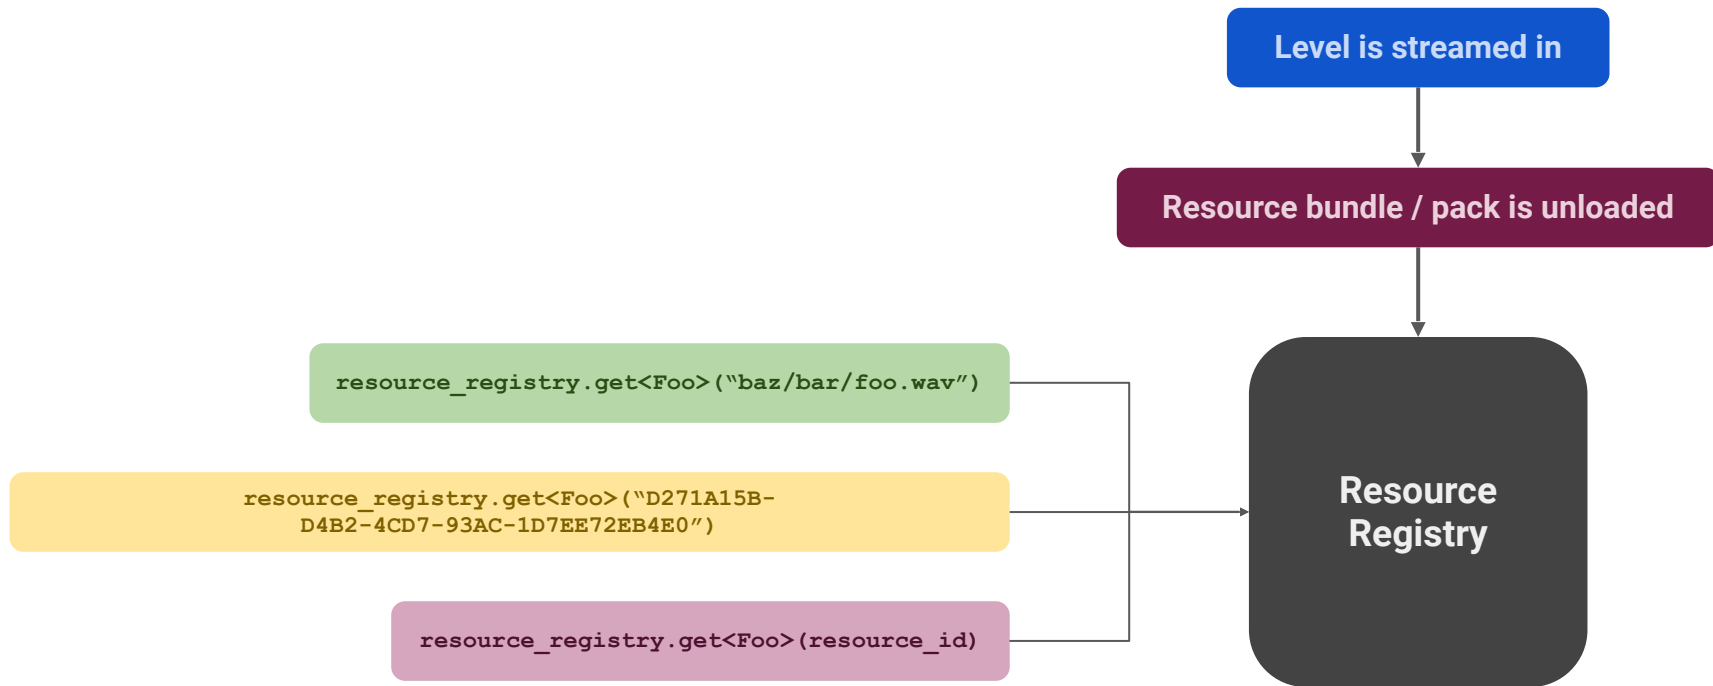 Level is streamed in
Resource bundle / pack is unloaded
resource_registry.get<Foo>(“baz/bar/foo.wav”)
resource_registry.get<Foo>(“D271A15B-
D4B2-4CD7-93AC-1D7EE72EB4E0”)
resource_registry.get<Foo>(resource_id)
Resource
Registry